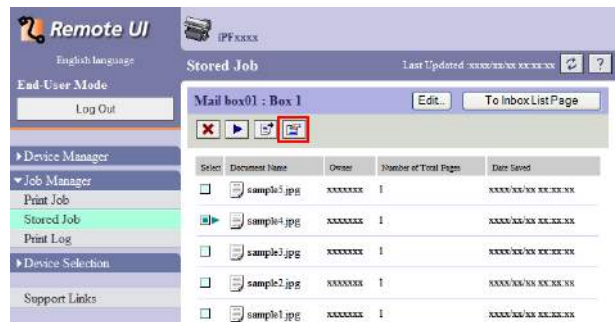 Remote UI
iPFxxxx
English language
Stored Job
Last Updated :xxxx/xx/xx xx:xx:xx
?
End-User Mode
Log Out
Mail box01 : Box 1
Edit..
To Inbox List Page
Device Manager
Job Manager
Print Job
Stored Job
Print Log
Device Selection
Support Links
Select Document Name Owner Number of Total Pages Date Saved
sample5.jpg xxxxxxx 1 xxxx/xx/xx xx:xx:xx
sample4.jpg xxxxxxx 1 xxxx/xx/xx xx:xx:xx
sample3.jpg xxxxxxx 1 xxxx/xx/xx xx:xx:xx
sample2.jpg xxxxxxx 1 xxxx/xx/xx xx:xx:xx
sample1.jpg xxxxxxx 1 xxxx/xx/xx xx:xx:xx